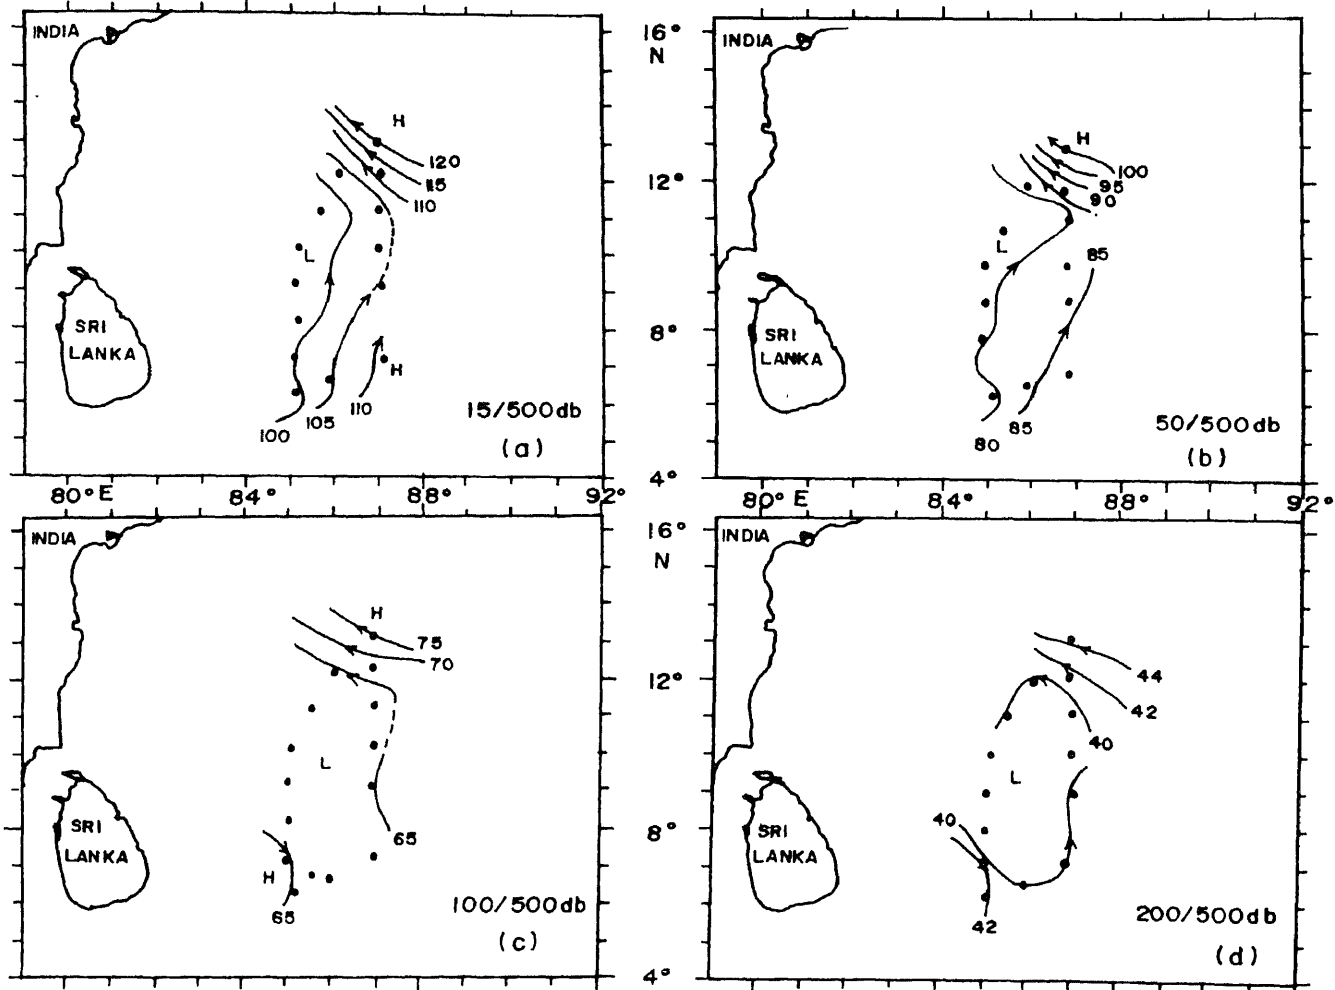 INDIA
H
120
115
110
L
SRI
LANKA
H
110
105
100
15/500db
(a)
80°E
84°
88°
92°
16°
N
12°
8°
4°
INDIA
H
100
95
90
L
85
SRI
LANKA
85
80
50/500db
(b)
80°E
84°
88°
92°
INDIA
H
75
70
L
65
SRI
LANKA
H
65
100/500db
(c)
16°
N
12°
8°
4°
INDIA
44
42
40
L
40
SRI
LANKA
42
200/500db
(d)